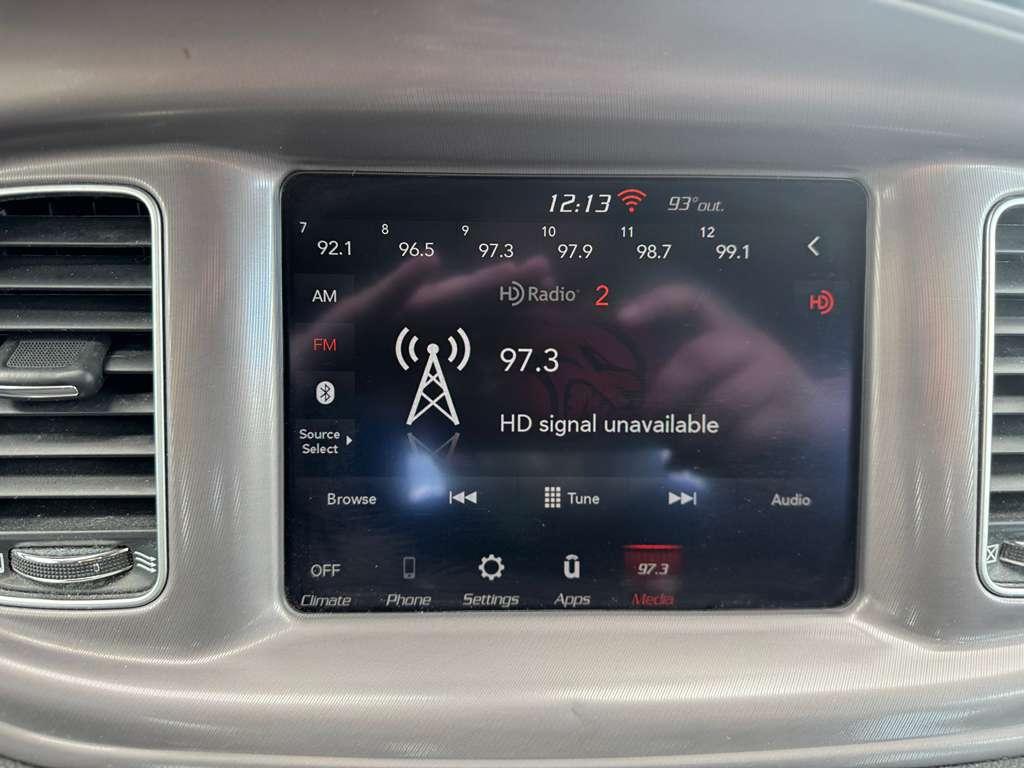 12:13 93° out.
7 8 9 10 11 12
92.1 96.5 97.3 97.9 98.7 99.1
AM HD Radio® 2 HD
FM
97.3
HD signal unavailable
Source
Select
Browse Tune Audio
OFF 97.3
Climate Phone Settings Apps Media